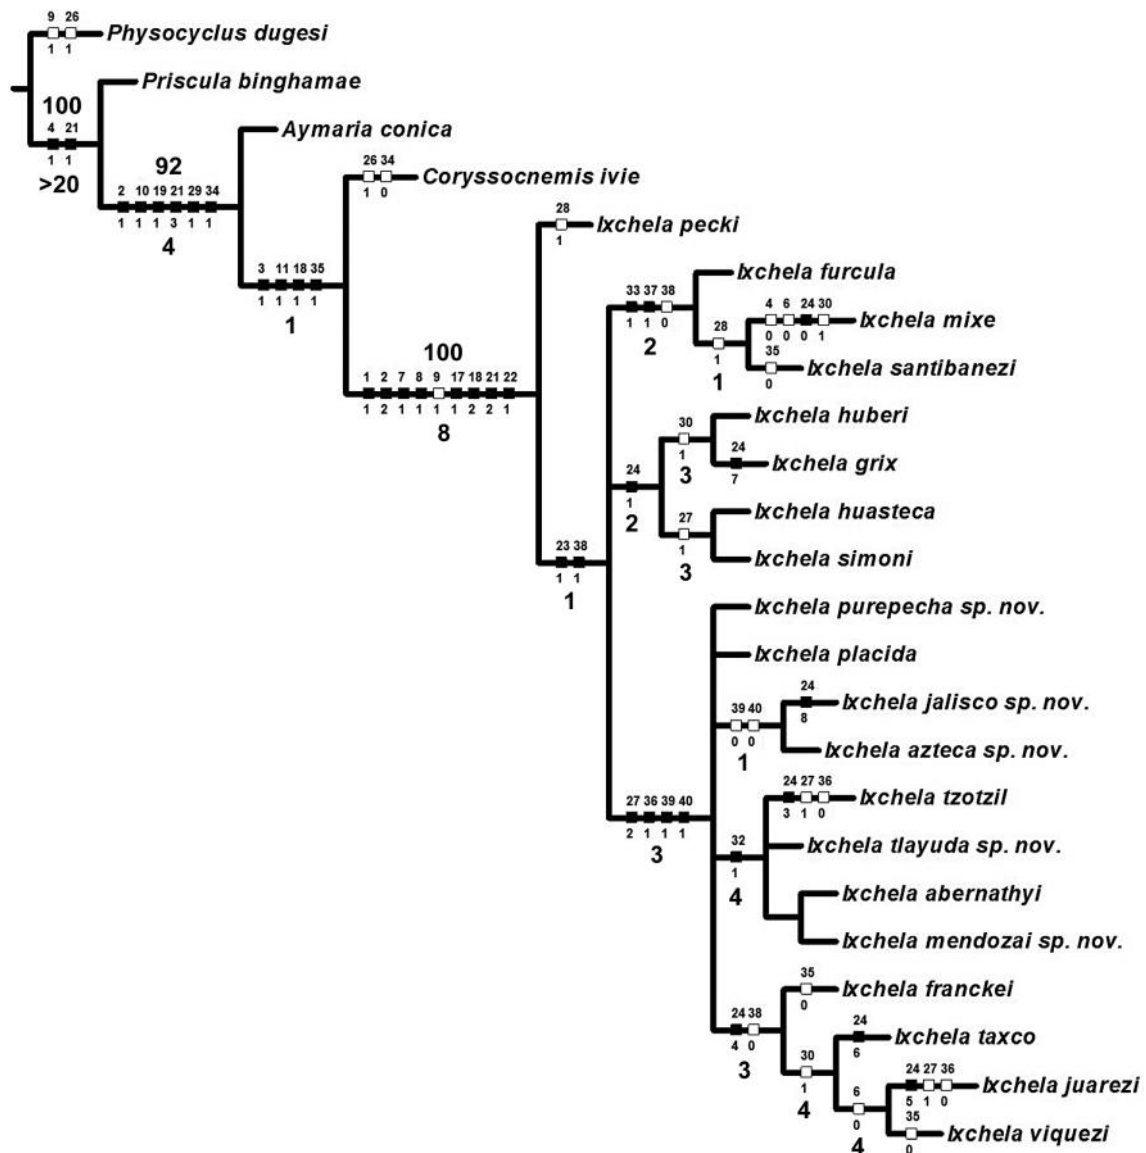 9 26
Physocyclus dugesi
1 1
Priscula binghamae
100
4 21
1 1
>20
Aymaria conica
92
2 10 19 21 29 34
1 1 1 3 1 1
4
26 34
Coryssocnemis ivie
1 0
3 11 18 35
1 1 1 1
1
28
Ixchela pecki
1
100
1 2 7 8 9 17 18 21 22
1 2 1 1 1 1 2 2 1
8
Ixchela furcula
33 37 38
1 1 0
2
4 6 24 30
Ixchela mixe
0 0 0 1
28
1
1
35
Ixchela santibanezi
0
Ixchela huberi
30
1
3
24
Ixchela grix
7
24
1
2
Ixchela huasteca
27
1
3
Ixchela simoni
23 38
1 1
1
Ixchela purepecha sp. nov.
Ixchela placida
24
Ixchela jalisco sp. nov.
8
39 40
0 0
1
Ixchela azteca sp. nov.
24 27 36
Ixchela tzotzil
3 1 0
27 36 39 40
2 1 1 1
3
Ixchela tlayuda sp. nov.
32
1
4
Ixchela abernathyi
Ixchela mendozai sp. nov.
35
Ixchela franckei
0
24 38
4 0
3
24
Ixchela taxco
6
30
1
4
24 27 36
Ixchela juarezi
5 1 0
6
0
4
35
Ixchela viquezi
0